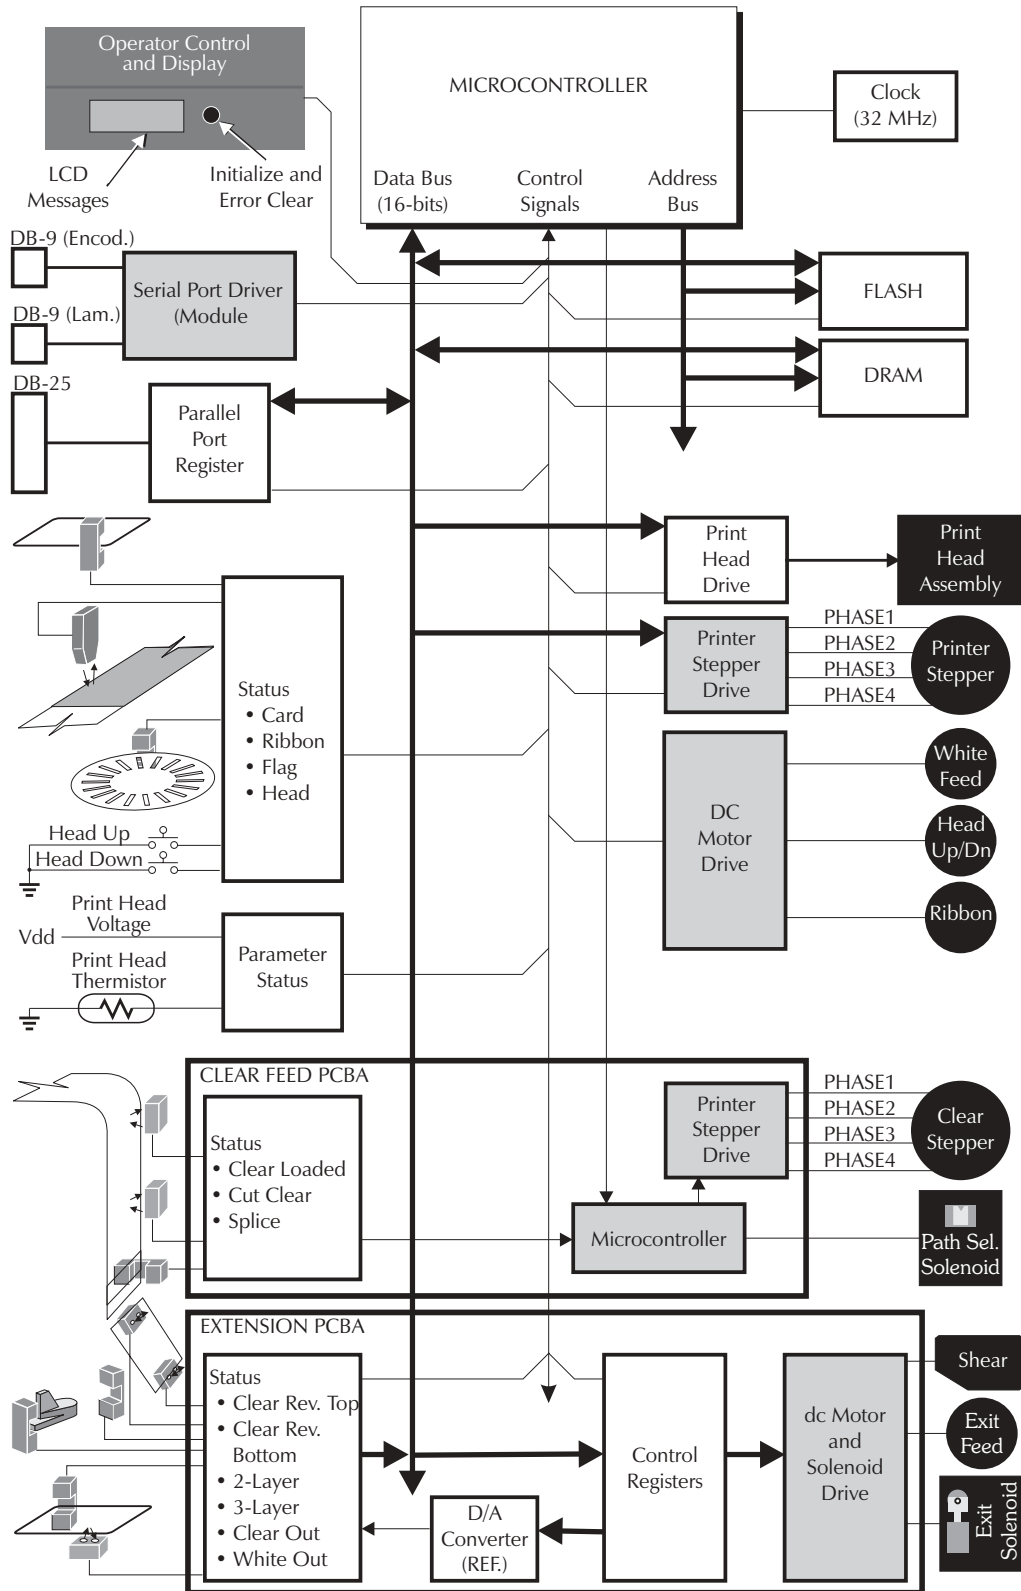 Operator Control
and Display
LCD
Messages
Initialize and
Error Clear
MICROCONTROLLER
Data Bus
(16-bits)
Control
Signals
Address
Bus
Clock
(32 MHz)
DB-9 (Encod.)
DB-9 (Lam.)
Serial Port Driver
(Module
FLASH
DRAM
DB-25
Parallel
Port
Register
Print
Head
Drive
Print
Head
Assembly
Printer
Stepper
Drive
PHASE1
PHASE2
PHASE3
PHASE4
Printer
Stepper
Status
• Card
• Ribbon
• Flag
• Head
Head Up
Head Down
DC
Motor
Drive
White
Feed
Head
Up/Dn
Ribbon
Print Head
Voltage
Vdd
Print Head
Thermistor
Parameter
Status
CLEAR FEED PCBA
Status
• Clear Loaded
• Cut Clear
• Splice
Printer
Stepper
Drive
PHASE1
PHASE2
PHASE3
PHASE4
Clear
Stepper
Microcontroller
Path Sel.
Solenoid
EXTENSION PCBA
Status
• Clear Rev. Top
• Clear Rev.
Bottom
• 2-Layer
• 3-Layer
• Clear Out
• White Out
D/A
Converter
(REF.)
Control
Registers
dc Motor
and
Solenoid
Drive
Shear
Exit
Feed
Exit
Solenoid